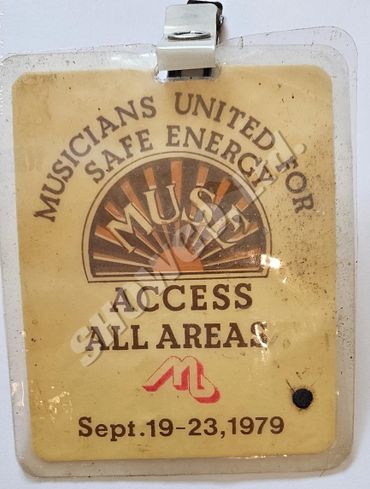 MUSICIANS UNITED FOR
SAFE ENERGY
MUSE
ACCESS
ALL AREAS
Sept.19-23,1979